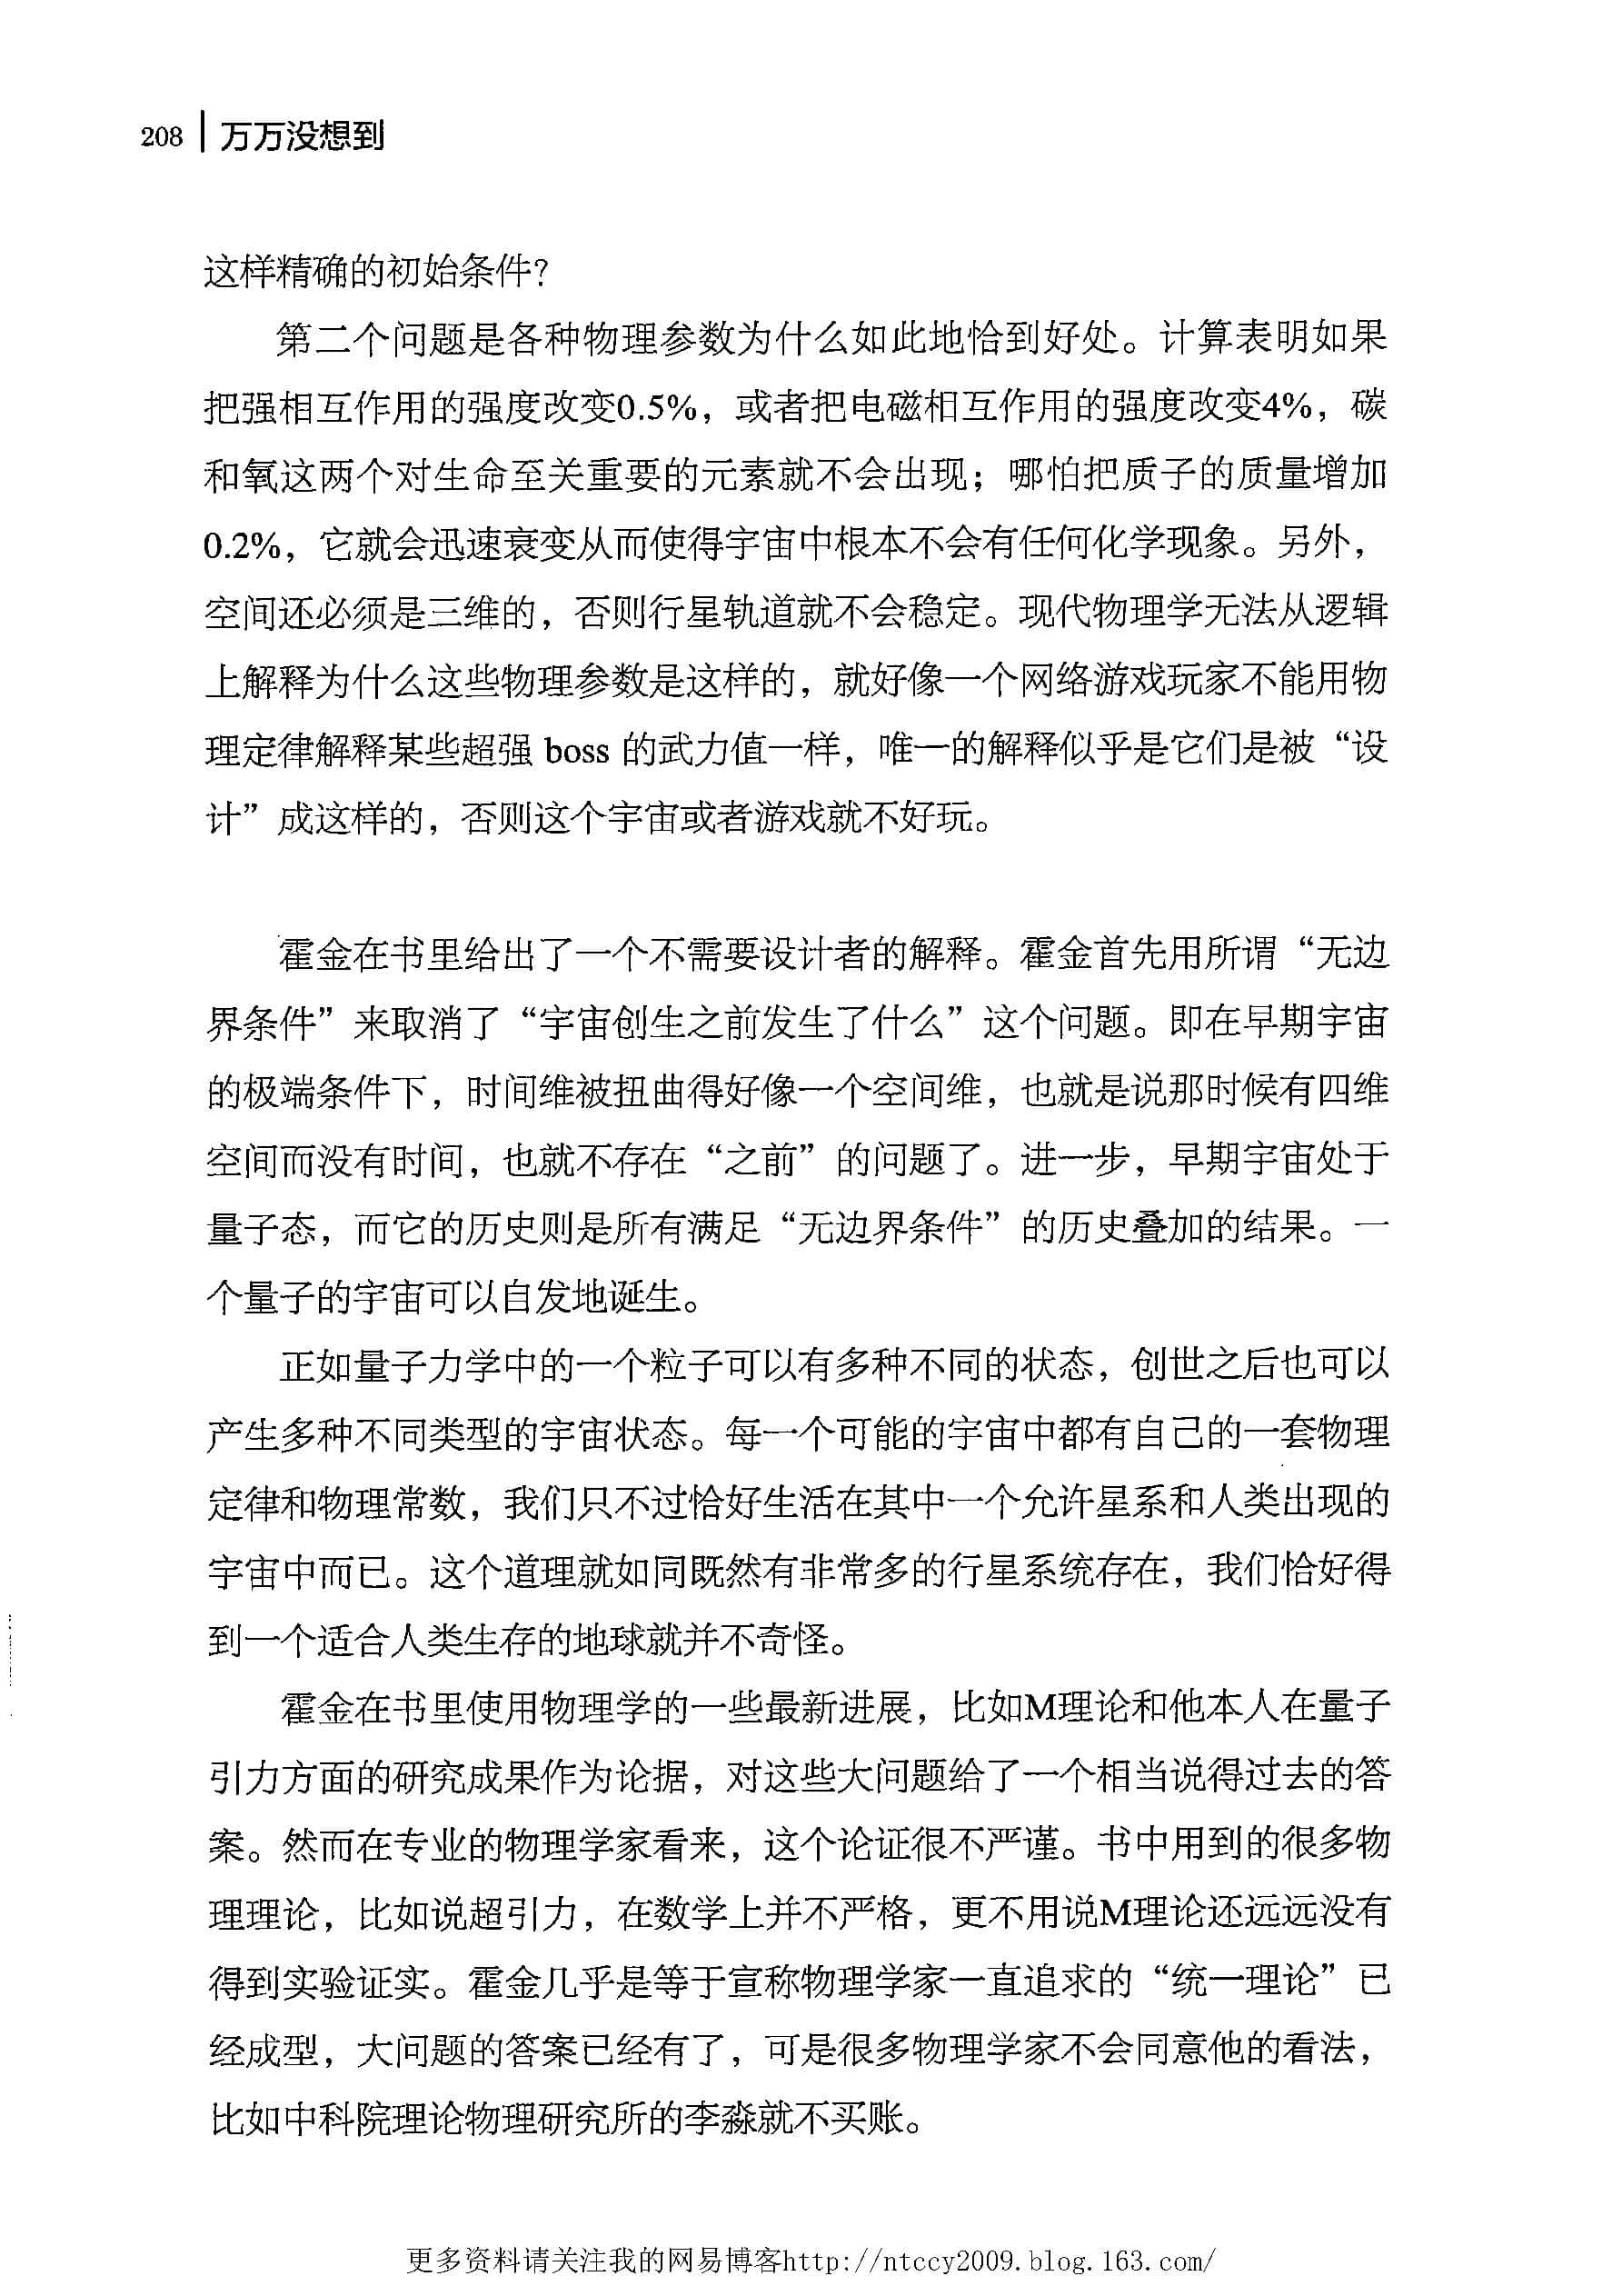 208 万万没想到
这样精确的初始条件?
第二个问题是各种物理参数为什么如此地恰到好处。计算表明如果
把强相互作用的强度改变0.5%，或者把电磁相互作用的强度改变4%，碳
和氧这两个对生命至关重要的元素就不会出现；哪怕把质子的质量增加
0.2%，它就会迅速衰变从而使得宇宙中根本不会有任何化学现象。另外，
空间还必须是三维的，否则行星轨道就不会稳定。现代物理学无法从逻辑
上解释为什么这些物理参数是这样的，就好像一个网络游戏玩家不能用物
理定律解释某些超强 boss 的武力值一样，唯一的解释似乎是它们是被“设
计”成这样的，否则这个宇宙或者游戏就不好玩。
霍金在书里给出了一个不需要设计者的解释。霍金首先用所谓“无边
界条件”来取消了“宇宙创生之前发生了什么”这个问题。即在早期宇宙
的极端条件下，时间维被扭曲得好像一个空间维，也就是说那时候有四维
空间而没有时间，也就不存在“之前”的问题了。进一步，早期宇宙处于
量子态，而它的历史则是所有满足“无边界条件”的历史叠加的结果。一
个量子的宇宙可以自发地诞生。
正如量子力学中的一个粒子可以有多种不同的状态，创世之后也可以
产生多种不同类型的宇宙状态。每一个可能的宇宙中都有自己的一套物理
定律和物理常数，我们只不过恰好生活在其中一个允许星系和人类出现的
宇宙中而已。这个道理就如同既然有非常多的行星系统存在，我们恰好得
到一个适合人类生存的地球就并不奇怪。
霍金在书里使用物理学的一些最新进展，比如M理论和他本人在量子
引力方面的研究成果作为论据，对这些大问题给了一个相当说得过去的答
案。然而在专业的物理学家看来，这个论证很不严谨。书中用到的很多物
理理论，比如说超引力，在数学上并不严格，更不用说M理论还远远没有
得到实验证实。霍金几乎是等于宣称物理学家一直追求的“统一理论”已
经成型，大问题的答案已经有了，可是很多物理学家不会同意他的看法，
比如中科院理论物理研究所的李淼就不买账。
更多资料请关注我的网易博客http://ntccy2009.blog.163.com/